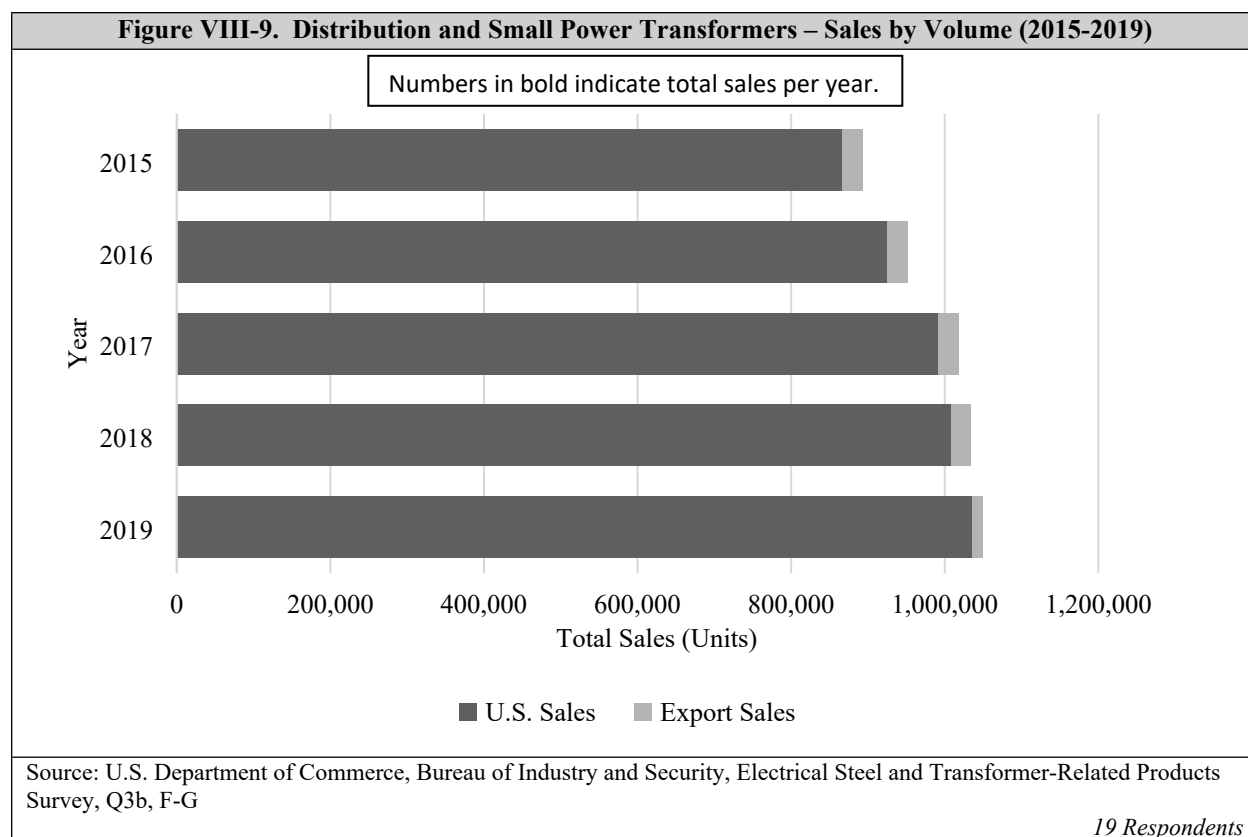 Figure VIII-9. Distribution and Small Power Transformers – Sales by Volume (2015-2019)
Numbers in bold indicate total sales per year.
2015
2016
2017
2018
2019
Year
0 200,000 400,000 600,000 800,000 1,000,000 1,200,000
Total Sales (Units)
U.S. Sales Export Sales
Source: U.S. Department of Commerce, Bureau of Industry and Security, Electrical Steel and Transformer-Related Products
Survey, Q3b, F-G
19 Respondents